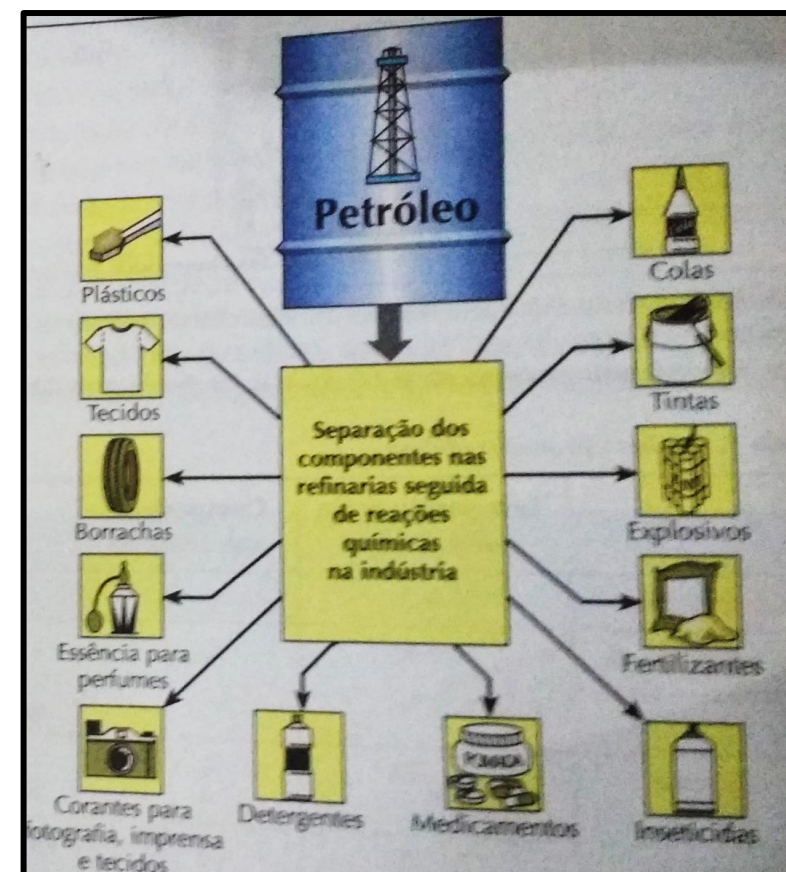 Petróleo
Plásticos
Tecidos
Borrachas
Essência para
perfumes
Corantes para
fotografia, imprensa
e tecidos
Separação dos
componentes nas
refinarias seguida
de reações
químicas
na indústria
Detergentes
Medicamentos
Colas
Tintas
Explosivos
Fertilizantes
Inseticidas